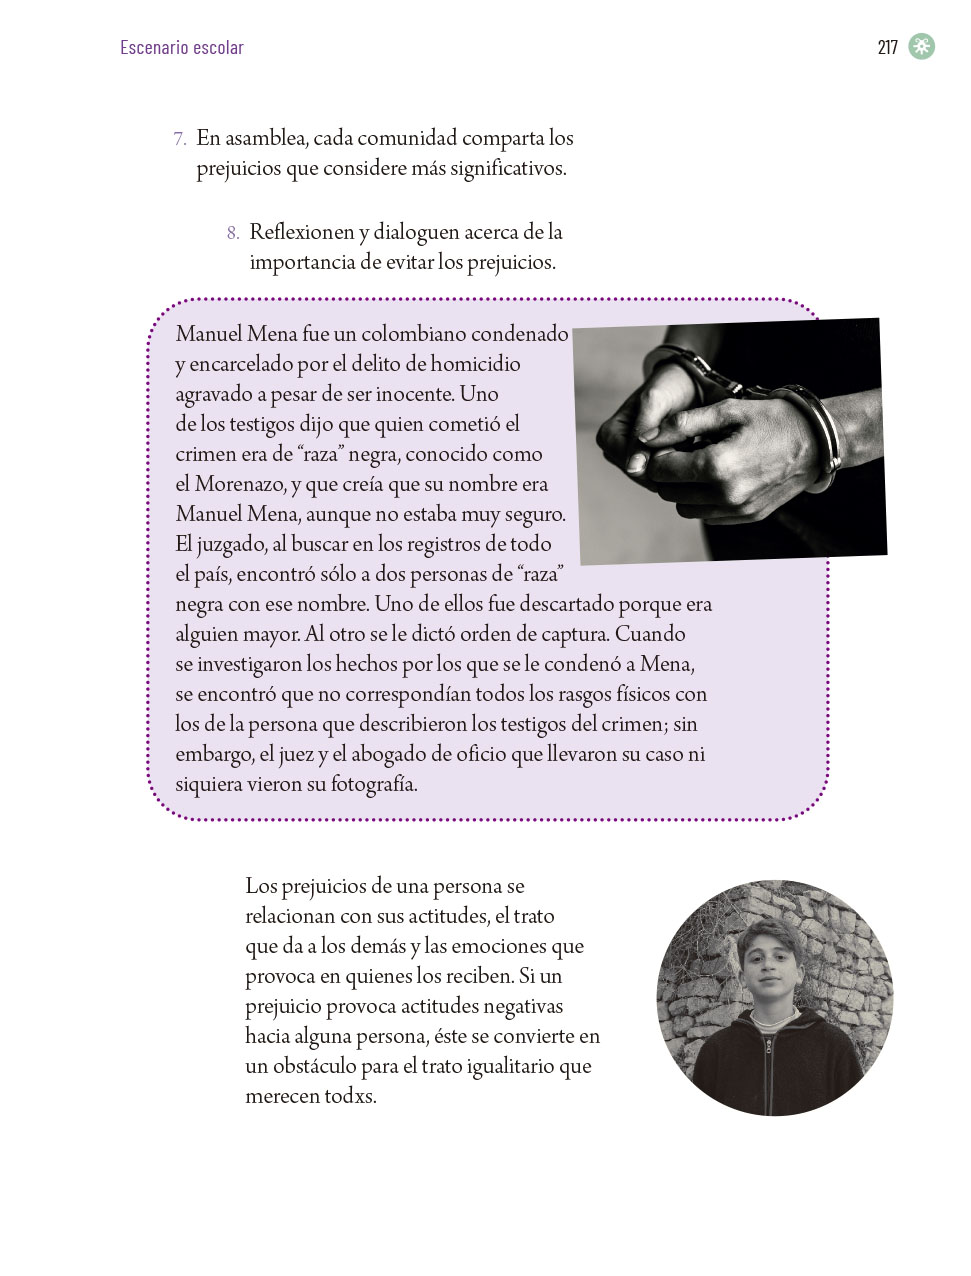 Escenario escolar
217
7. En asamblea, cada comunidad comparta los
prejuicios que considere más significativos.
8. Reflexionen y dialoguen acerca de la
importancia de evitar los prejuicios.
Manuel Mena fue un colombiano condenado
y encarcelado por el delito de homicidio
agravado a pesar de ser inocente. Uno
de los testigos dijo que quien cometió el
crimen era de “raza” negra, conocido como
el Morenazo, y que creía que su nombre era
Manuel Mena, aunque no estaba muy seguro.
El juzgado, al buscar en los registros de todo
el país, encontró sólo a dos personas de “raza”
negra con ese nombre. Uno de ellos fue descartado porque era
alguien mayor. Al otro se le dictó orden de captura. Cuando
se investigaron los hechos por los que se le condenó a Mena,
se encontró que no correspondían todos los rasgos físicos con
los de la persona que describieron los testigos del crimen; sin
embargo, el juez y el abogado de oficio que llevaron su caso ni
siquiera vieron su fotografía.
Los prejuicios de una persona se
relacionan con sus actitudes, el trato
que da a los demás y las emociones que
provoca en quienes los reciben. Si un
prejuicio provoca actitudes negativas
hacia alguna persona, éste se convierte en
un obstáculo para el trato igualitario que
merecen todxs.